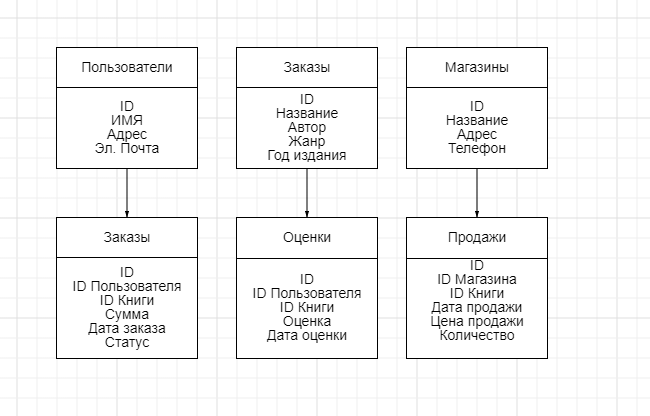 Пользователи
ID
ИМЯ
Адрес
Эл. Почта
Заказы
ID
Название
Автор
Жанр
Год издания
Магазины
ID
Название
Адрес
Телефон
Заказы
ID
ID Пользователя
ID Книги
Сумма
Дата заказа
Статус
Оценки
ID
ID Пользователя
ID Книги
Оценка
Дата оценки
Продажи
ID
ID Магазина
ID Книги
Дата продажи
Цена продажи
Количество